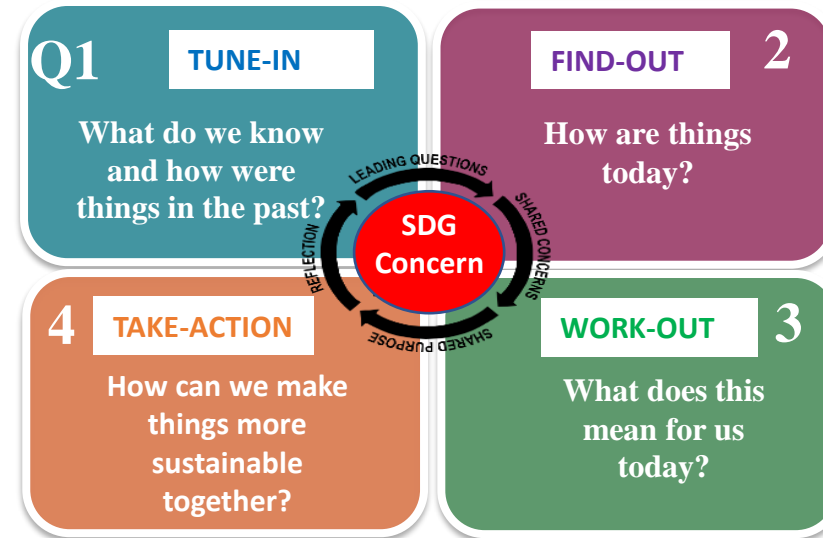 Q1
TUNE-IN
What do we know
and how were
things in the past?
2
FIND-OUT
How are things
today?
LEADING QUESTIONS
SHARED CONCERNS
SHARED PURPOSE
REFLECTION
SDG
Concern
4
TAKE-ACTION
How can we make
things more
sustainable
together?
3
WORK-OUT
What does this
mean for us
today?